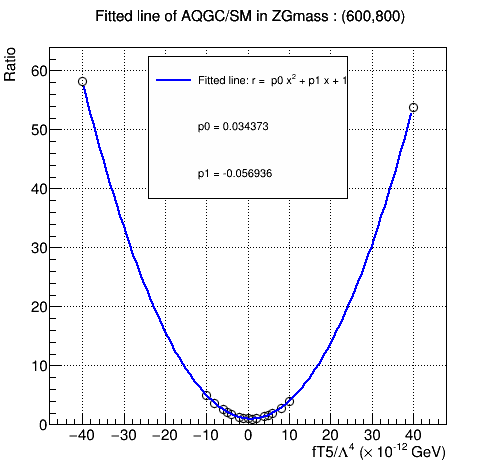 Fitted line of AQGC/SM in ZGmass : (600,800)
Ratio
60
50
40
30
20
10
0
Fitted line: r = p0 x² + p1 x + 1
p0 = 0.034373
p1 = -0.056936
−40 −30 −20 −10 0 10 20 30 40
fT5/Λ⁴ (× 10⁻¹² GeV)